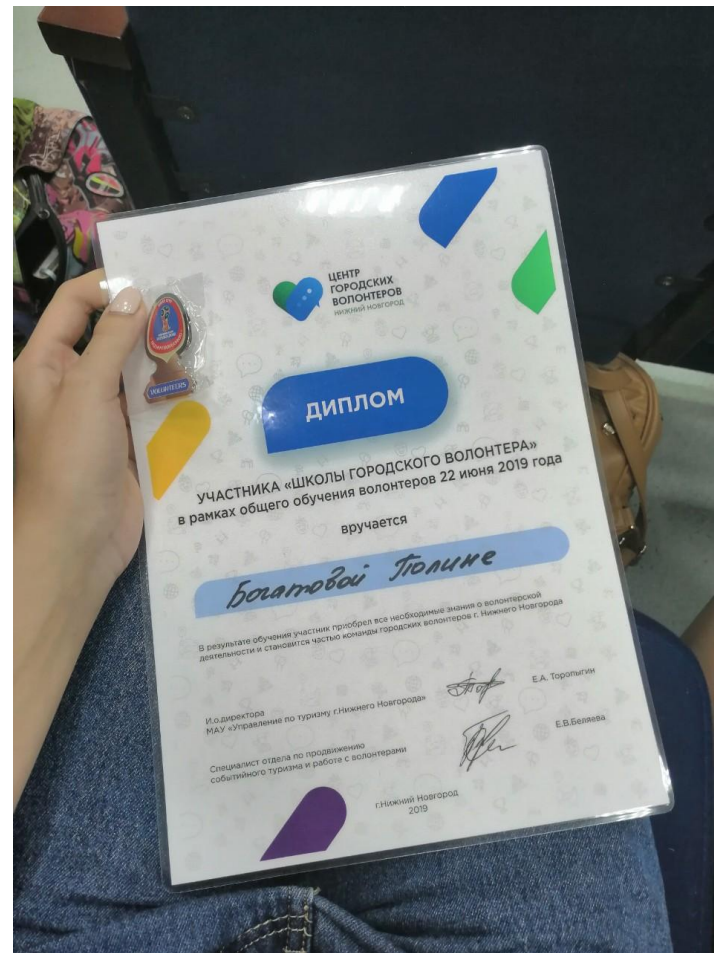 ЦЕНТР
ГОРОДСКИХ
ВОЛОНТЕРОВ
НИЖНИЙ НОВГОРОД
VOLUNTEERS
ДИПЛОМ
УЧАСТНИКА «ШКОЛЫ ГОРОДСКОГО ВОЛОНТЕРА»
в рамках общего обучения волонтеров 22 июня 2019 года
вручается
Богатовой Полине
В результате обучения участник приобрел все необходимые знания о волонтерской
деятельности и становится частью команды городских волонтеров г. Нижнего Новгорода
И.о.директора
МАУ «Управление по туризму г.Нижнего Новгорода»
Е.А. Торопыгин
Специалист отдела по продвижению
событийного туризма и работе с волонтерами
Е.В.Беляева
г.Нижний Новгород
2019